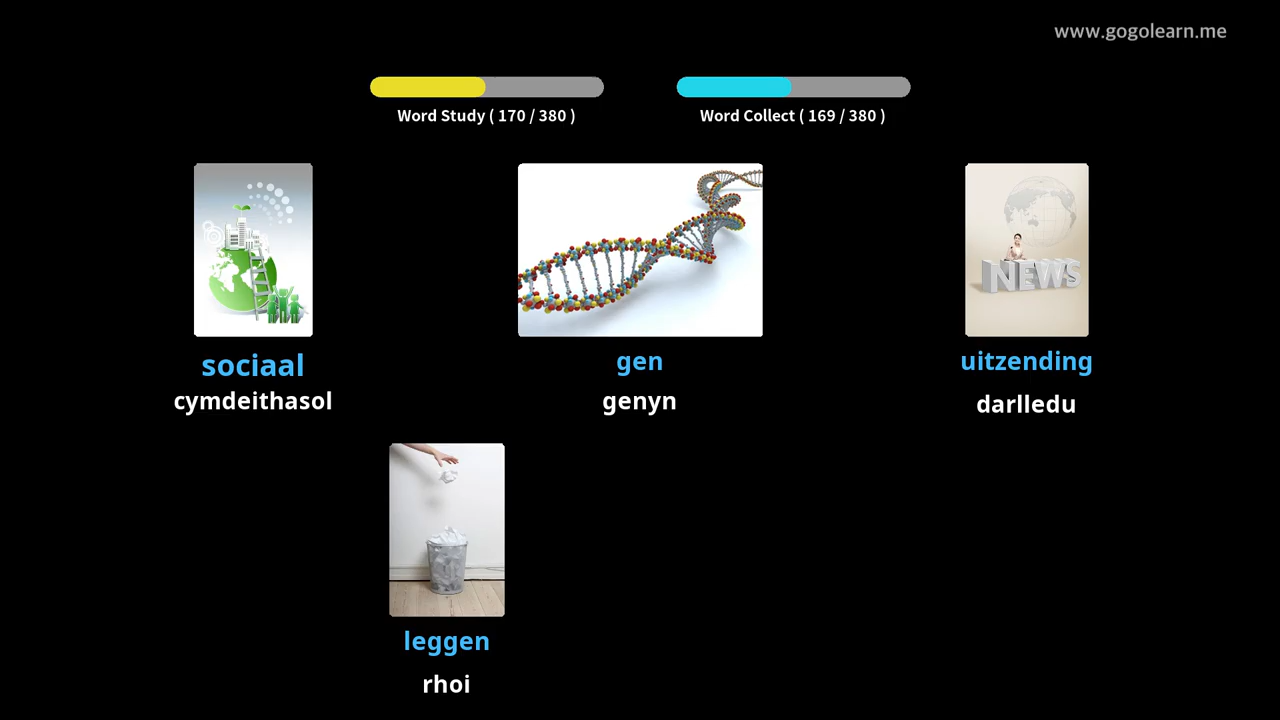 www.gogolearn.me
Word Study ( 170 / 380 )
Word Collect ( 169 / 380 )
NEWS
sociaal
cymdeithasol
gen
genyn
uitzending
darlledu
leggen
rhoi